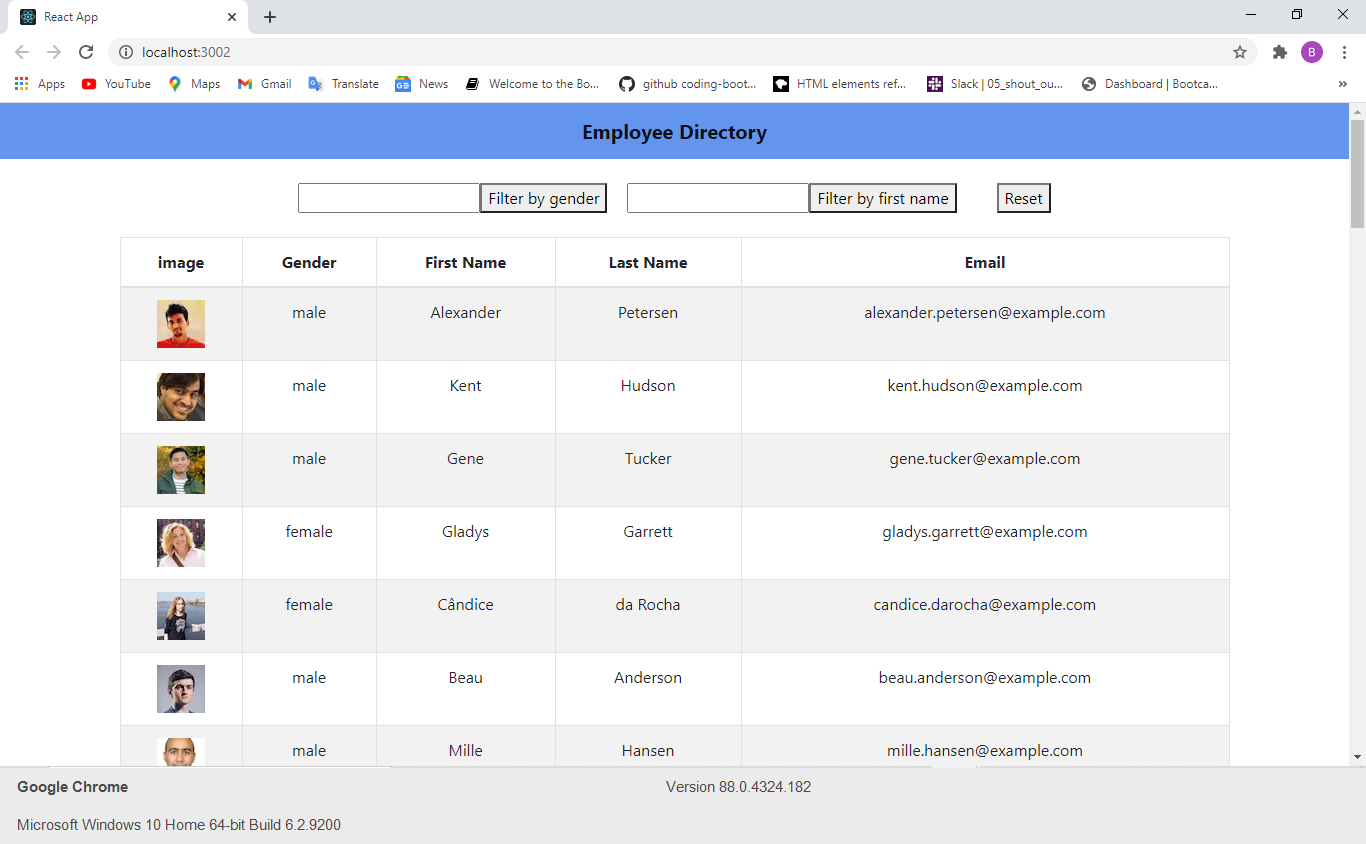 React App
localhost:3002
B
Apps YouTube Maps Gmail Translate News Welcome to the Bo... github coding-boot... HTML elements ref... Slack | 05_shout_ou... Dashboard | Bootca... »
Employee Directory
Filter by gender Filter by first name Reset
image Gender First Name Last Name Email
male Alexander Petersen alexander.petersen@example.com
male Kent Hudson kent.hudson@example.com
male Gene Tucker gene.tucker@example.com
female Gladys Garrett gladys.garrett@example.com
female Cândice da Rocha candice.darocha@example.com
male Beau Anderson beau.anderson@example.com
male Mille Hansen mille.hansen@example.com
Google Chrome Version 88.0.4324.182
Microsoft Windows 10 Home 64-bit Build 6.2.9200